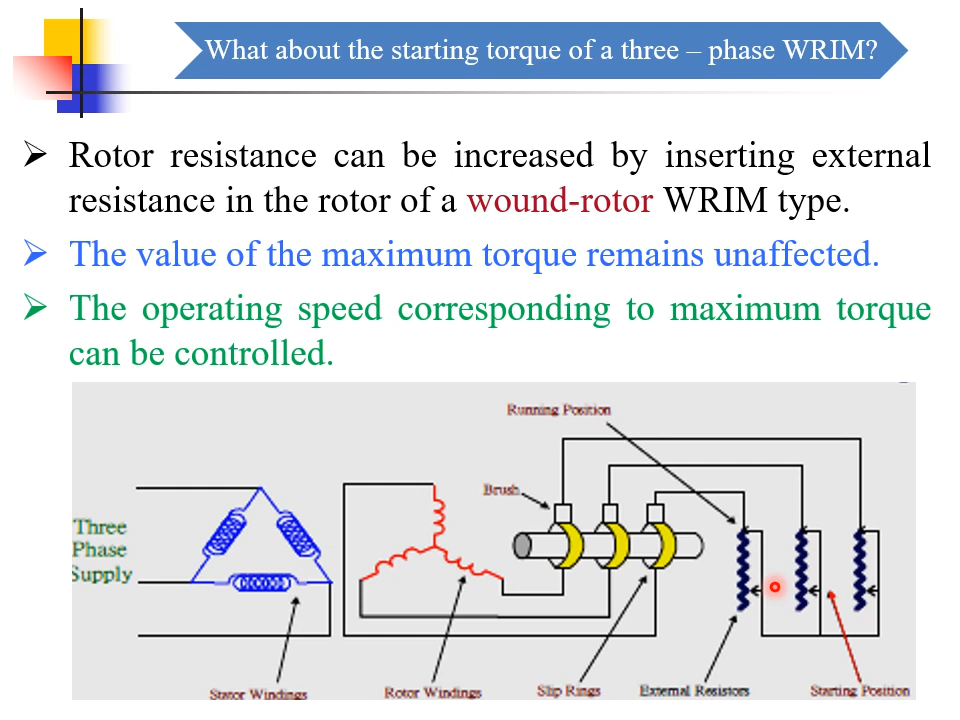 What about the starting torque of a three – phase WRIM?
Rotor resistance can be increased by inserting external
resistance in the rotor of a wound-rotor WRIM type.
The value of the maximum torque remains unaffected.
The operating speed corresponding to maximum torque
can be controlled.
Running Position
Brush
Three
Phase
Supply
Stator Windings
Rotor Windings
Slip Rings
External Resistors
Starting Position